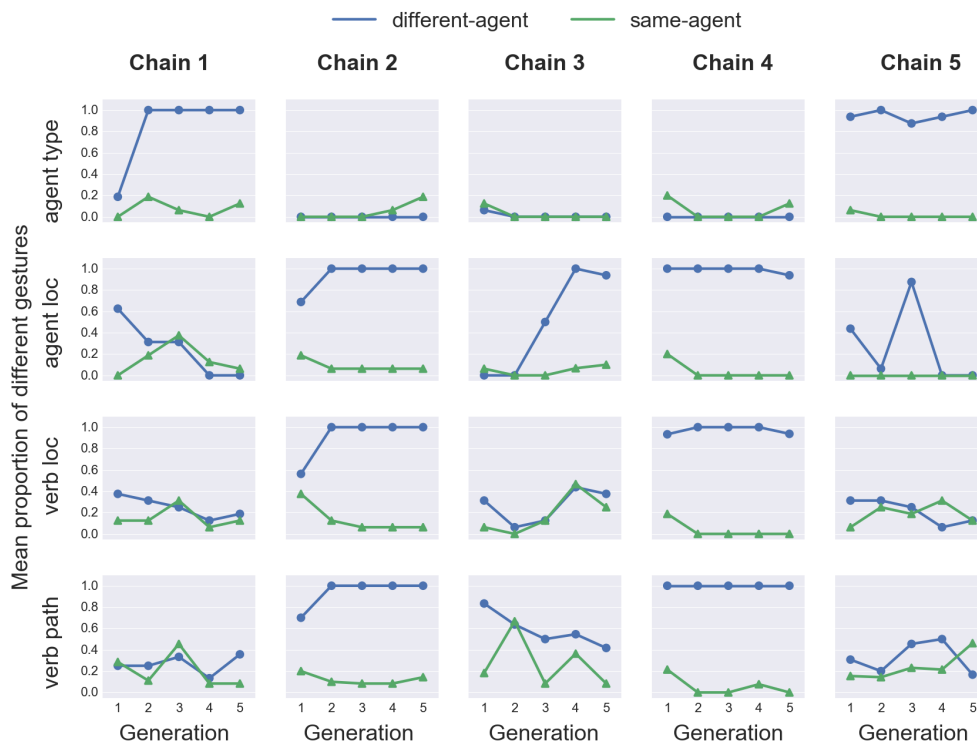 different-agent same-agent
Chain 1 Chain 2 Chain 3 Chain 4 Chain 5
Mean proportion of different gestures
agent type
1.0
0.8
0.6
0.4
0.2
0.0
agent loc
1.0
0.8
0.6
0.4
0.2
0.0
verb loc
1.0
0.8
0.6
0.4
0.2
0.0
verb path
1.0
0.8
0.6
0.4
0.2
0.0
1 2 3 4 5 1 2 3 4 5 1 2 3 4 5 1 2 3 4 5 1 2 3 4 5
Generation Generation Generation Generation Generation